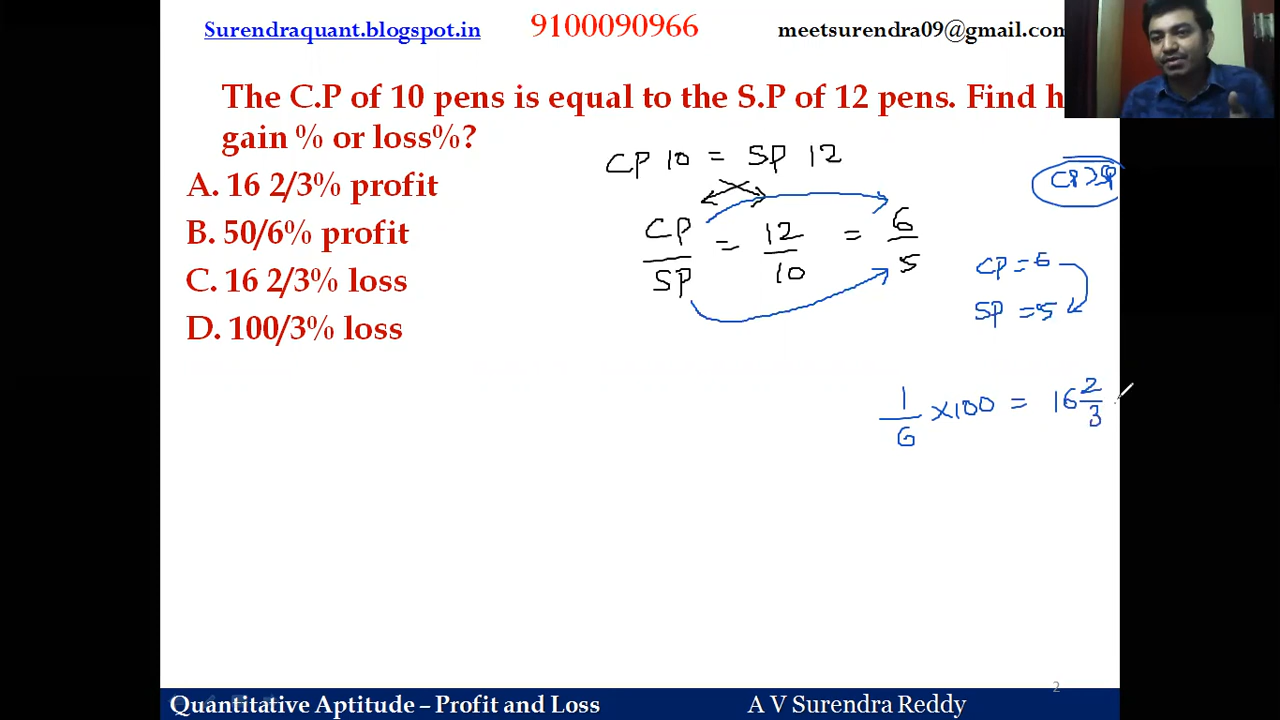 Surendraquant.blogspot.in 9100090966 meetsurendra09@gmail.com
The C.P of 10 pens is equal to the S.P of 12 pens. Find h
gain % or loss%?
CP 10 = SP 12
A. 16 2/3% profit
CP > SP
B. 50/6% profit
CP/SP = 12/10 = 6/5
CP = 6
C. 16 2/3% loss
SP = 5
D. 100/3% loss
1/6 × 100 = 16 2/3
2
Quantitative Aptitude – Profit and Loss A V Surendra Reddy